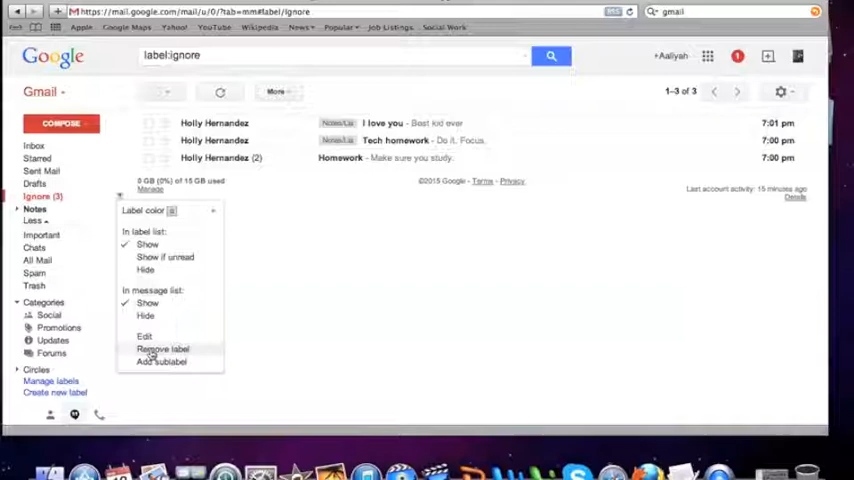 https://mail.google.com/mail/u/0/?tab=mm#label/Ignore
RSS
gmail
Apple Google Maps Yahoo! YouTube Wikipedia News Popular Job Listings Social Work
Google
label:ignore
+Aaliyah
1
Gmail
More
1–3 of 3
COMPOSE
Holly Hernandez Notes/Lia I love you - Best kid ever 7:01 pm
Holly Hernandez Notes/Lia Tech homework - Do it. Focus. 7:00 pm
Holly Hernandez (2) Homework - Make sure you study. 7:00 pm
Inbox
Starred
Sent Mail
Drafts
Ignore (3)
Notes
Less
Important
Chats
All Mail
Spam
Trash
Categories
Social
Promotions
Updates
Forums
Circles
Manage labels
Create new label
0 GB (0%) of 15 GB used
Manage
©2015 Google - Terms - Privacy
Last account activity: 15 minutes ago
Details
Label color
In label list:
Show
Show if unread
Hide
In message list:
Show
Hide
Edit
Remove label
Add sublabel